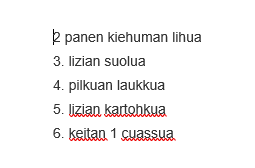 2 panen kiehuman lihua
3. lizian suolua
4. pilkuan laukkua
5. lizian kartohkua
6. keitan 1 cuassua